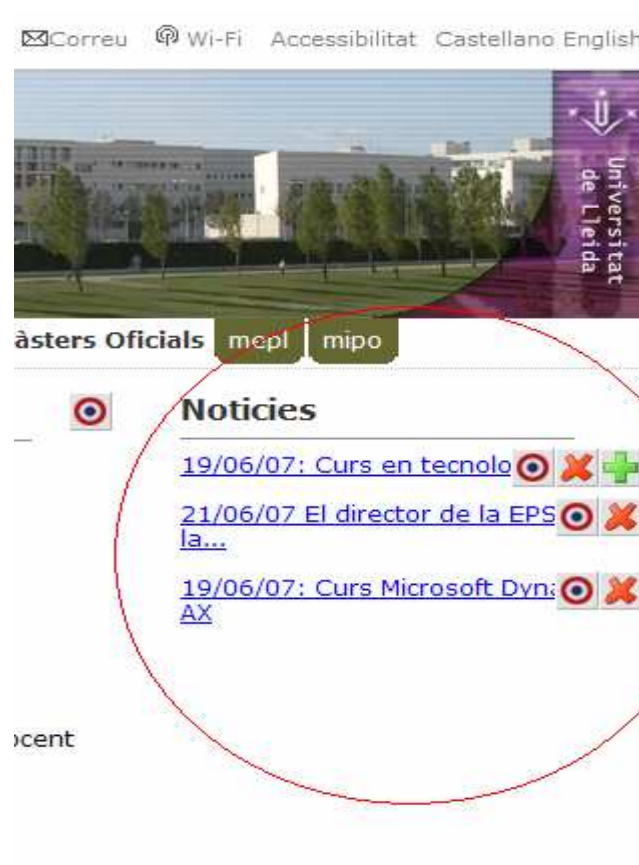 Correu Wi-Fi Accessibilitat Castellano English
Universitat
de Lleida
àsters Oficials mepl mipo
Noticies
19/06/07: Curs en tecnolo
21/06/07 El director de la EPS
la...
19/06/07: Curs Microsoft Dyna
AX
ocent